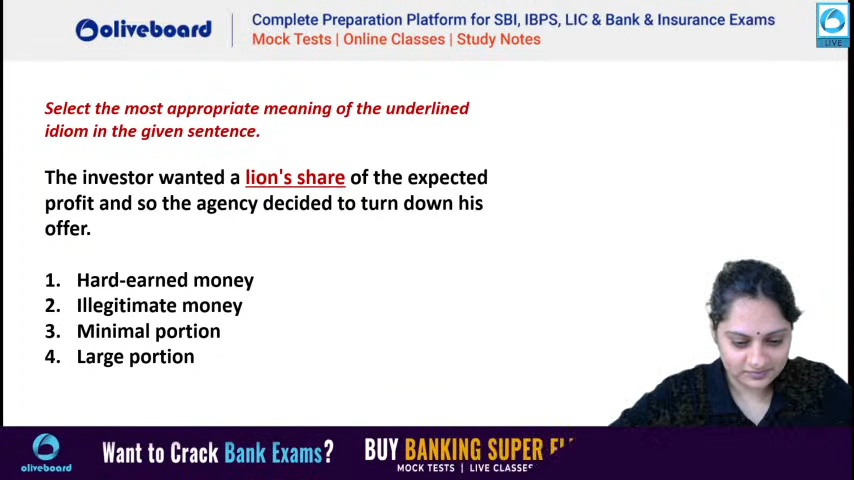 oliveboard
Complete Preparation Platform for SBI, IBPS, LIC & Bank & Insurance Exams
Mock Tests | Online Classes | Study Notes
LIVE
Select the most appropriate meaning of the underlined
idiom in the given sentence.
The investor wanted a lion's share of the expected
profit and so the agency decided to turn down his
offer.
1. Hard-earned money
2. Illegitimate money
3. Minimal portion
4. Large portion
oliveboard
Want to Crack Bank Exams?
BUY BANKING SUPER
MOCK TESTS | LIVE CLASSES